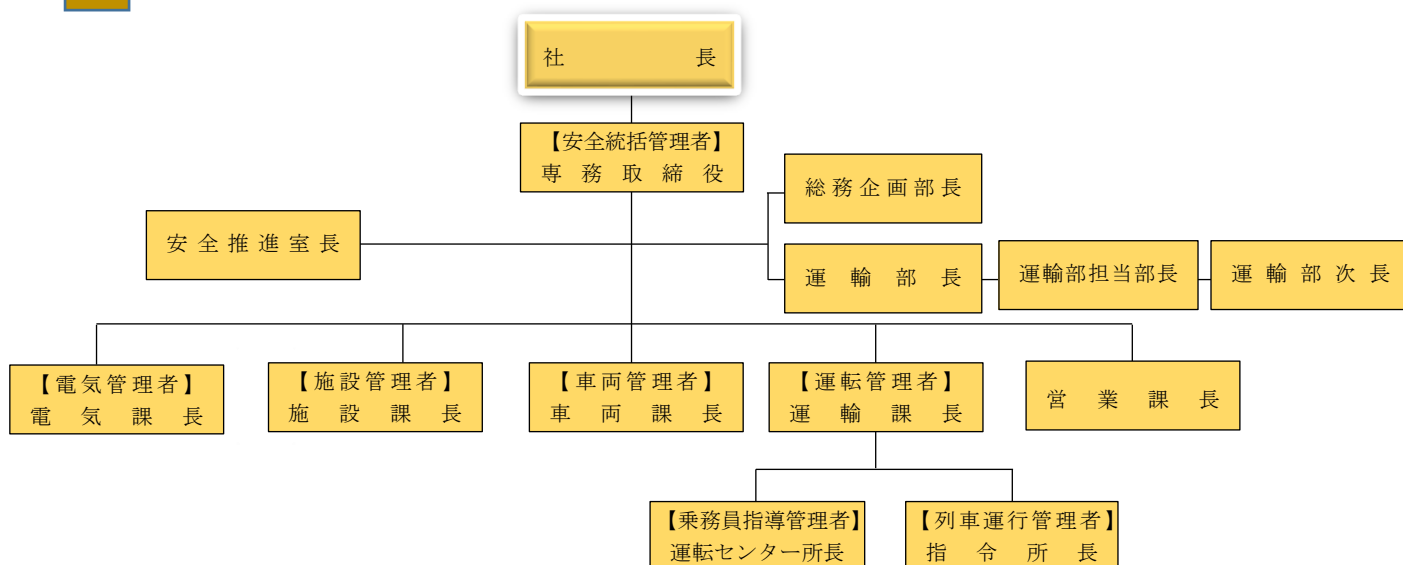 社長
【安全統括管理者】
専務取締役
総務企画部長
安全推進室長
運輸部長
運輸部担当部長
運輸部次長
【電気管理者】
電気課長
【施設管理者】
施設課長
【車両管理者】
車両課長
【運転管理者】
運輸課長
営業課長
【乗務員指導管理者】
運転センター所長
【列車運行管理者】
指令所長